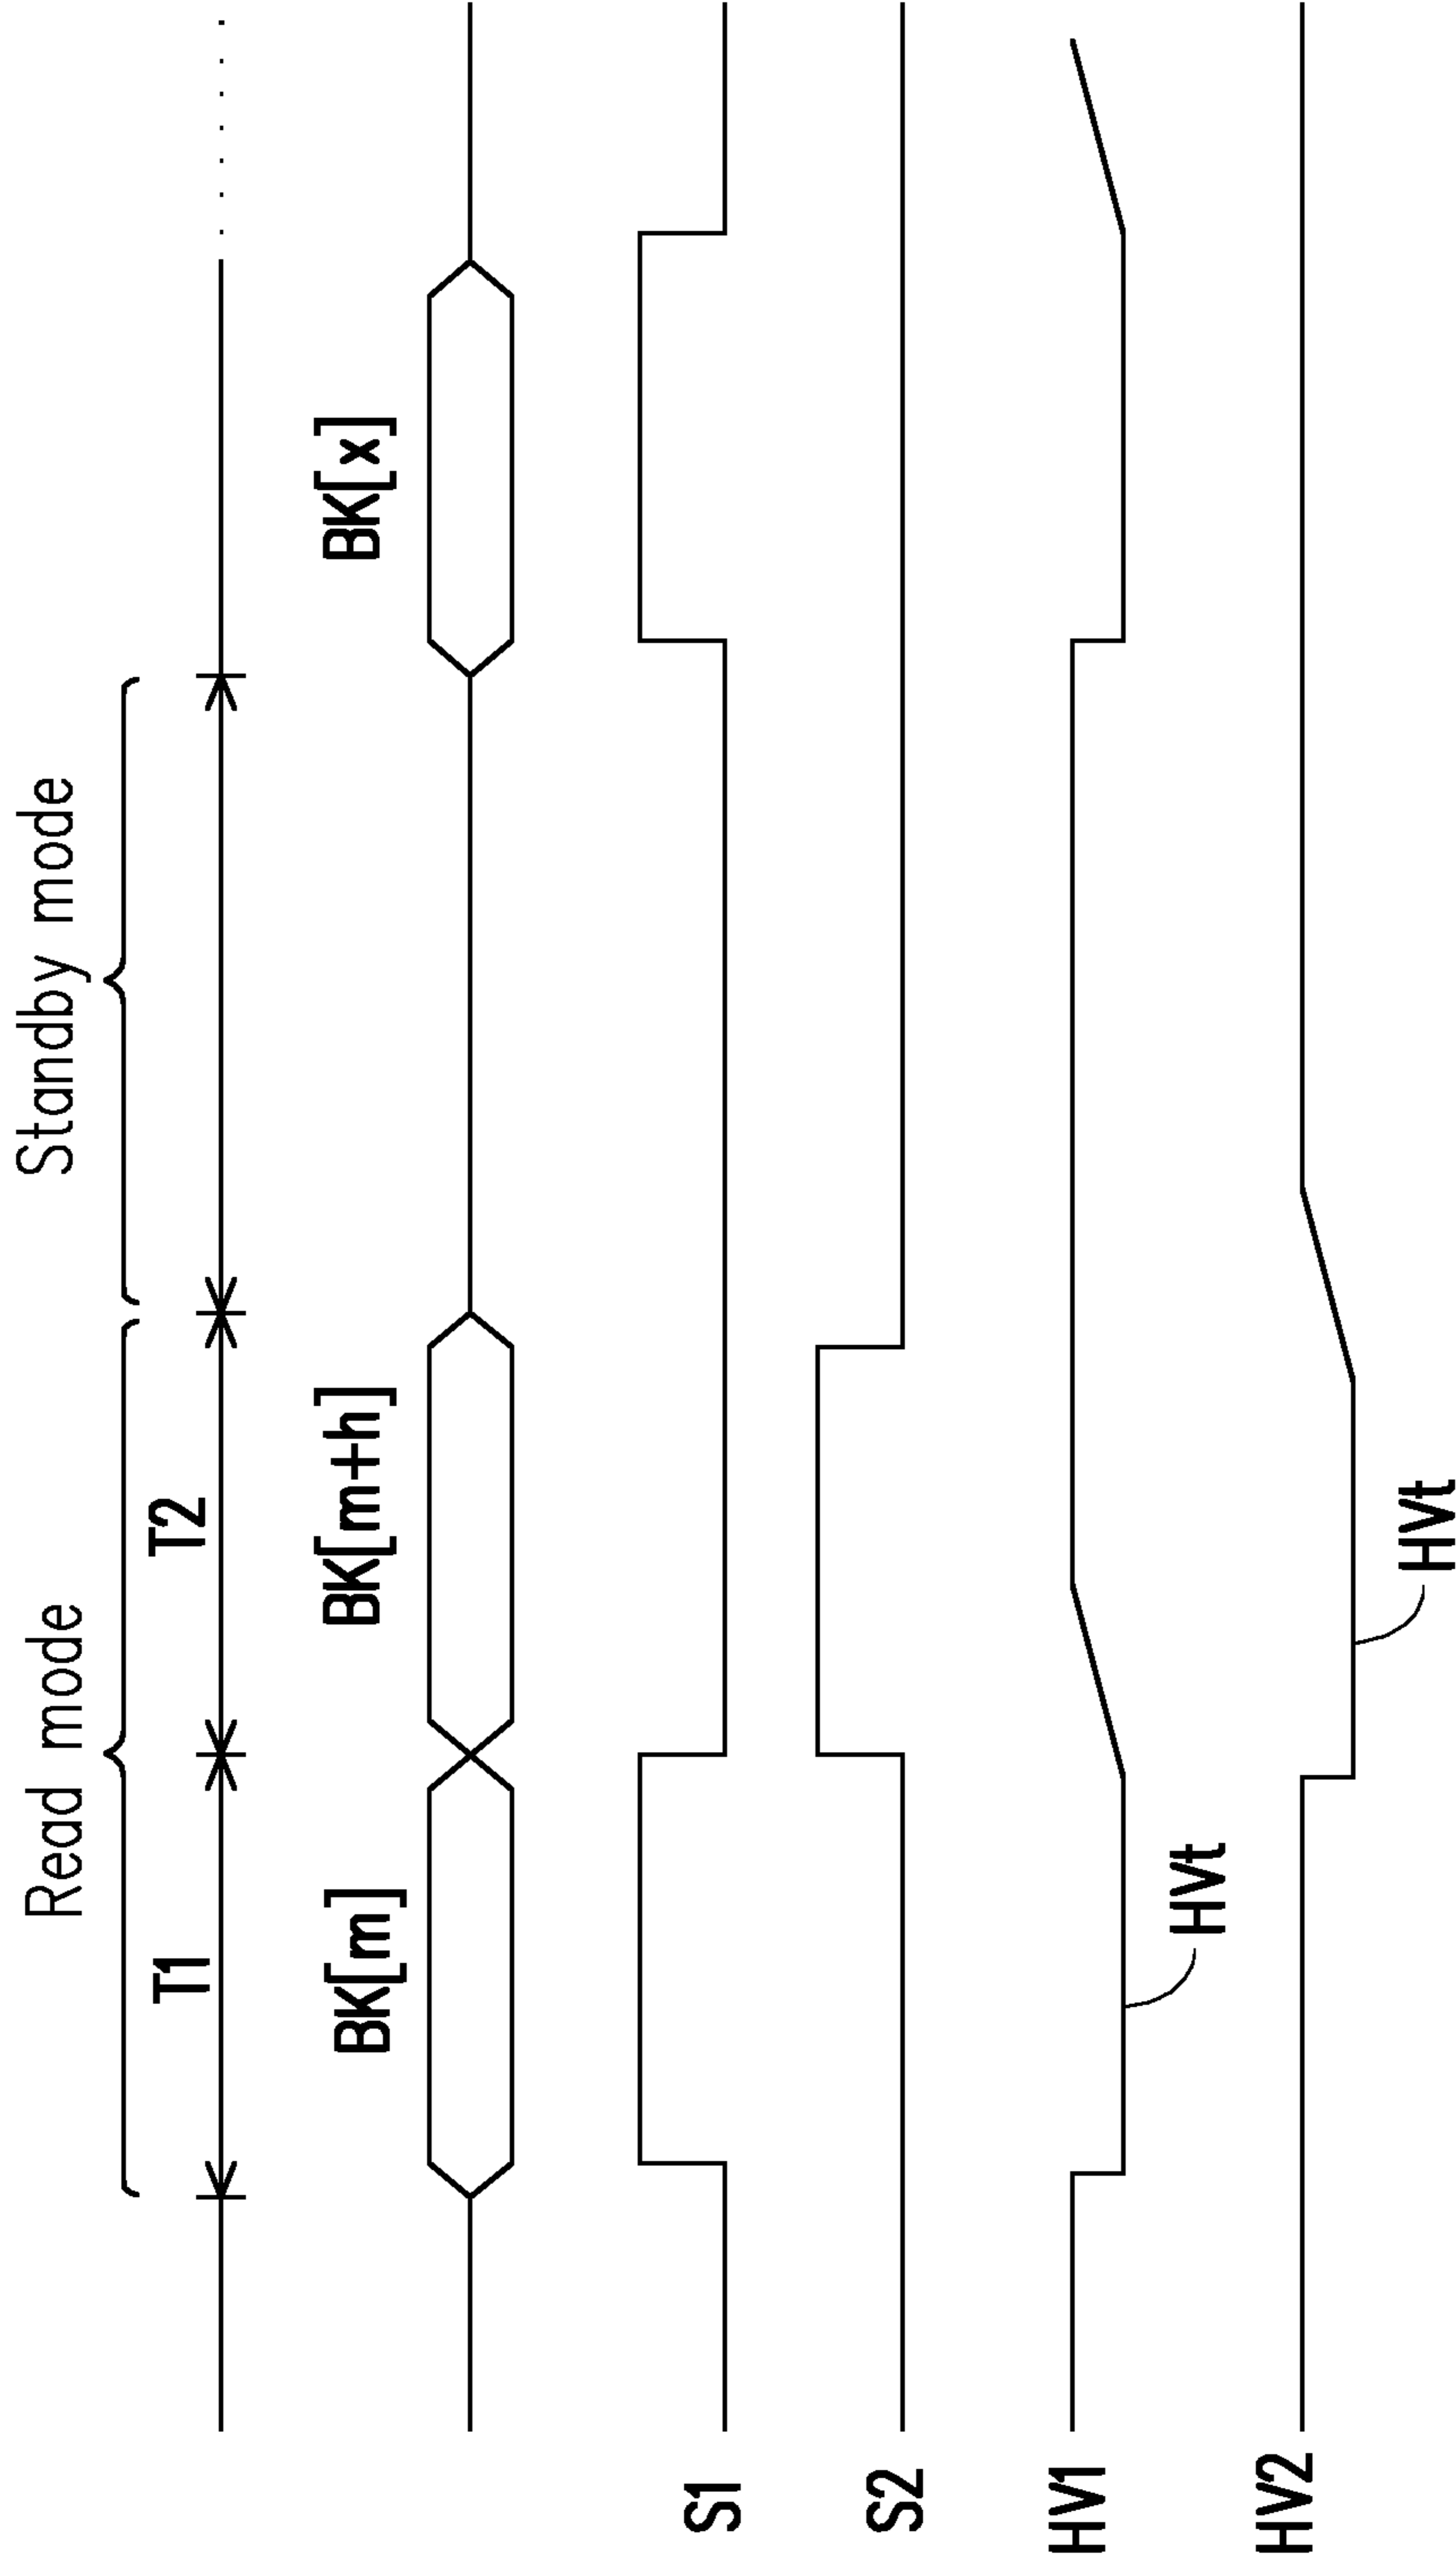 Read mode
Standby mode
T1
T2
BK[m]
BK[m+h]
BK[x]
S1
S2
HV1
HVt
HV2
HVt